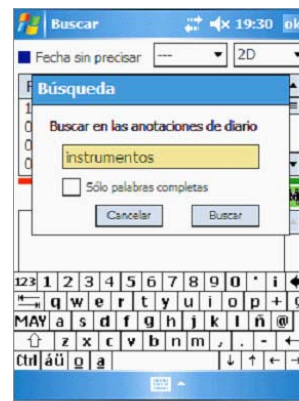 Buscar 19:30 ok
Fecha sin precisar --- 2D
Búsqueda
Buscar en las anotaciones de diario
instrumentos
Sólo palabras completas
Cancelar Buscar
123 1 2 3 4 5 6 7 8 9 0 ' i
q w e r t y u i o p +
MAY a s d f g h j k l ñ @
z x c v b n m , . -
Ctrl áü º ª ↓ ↑ ← →